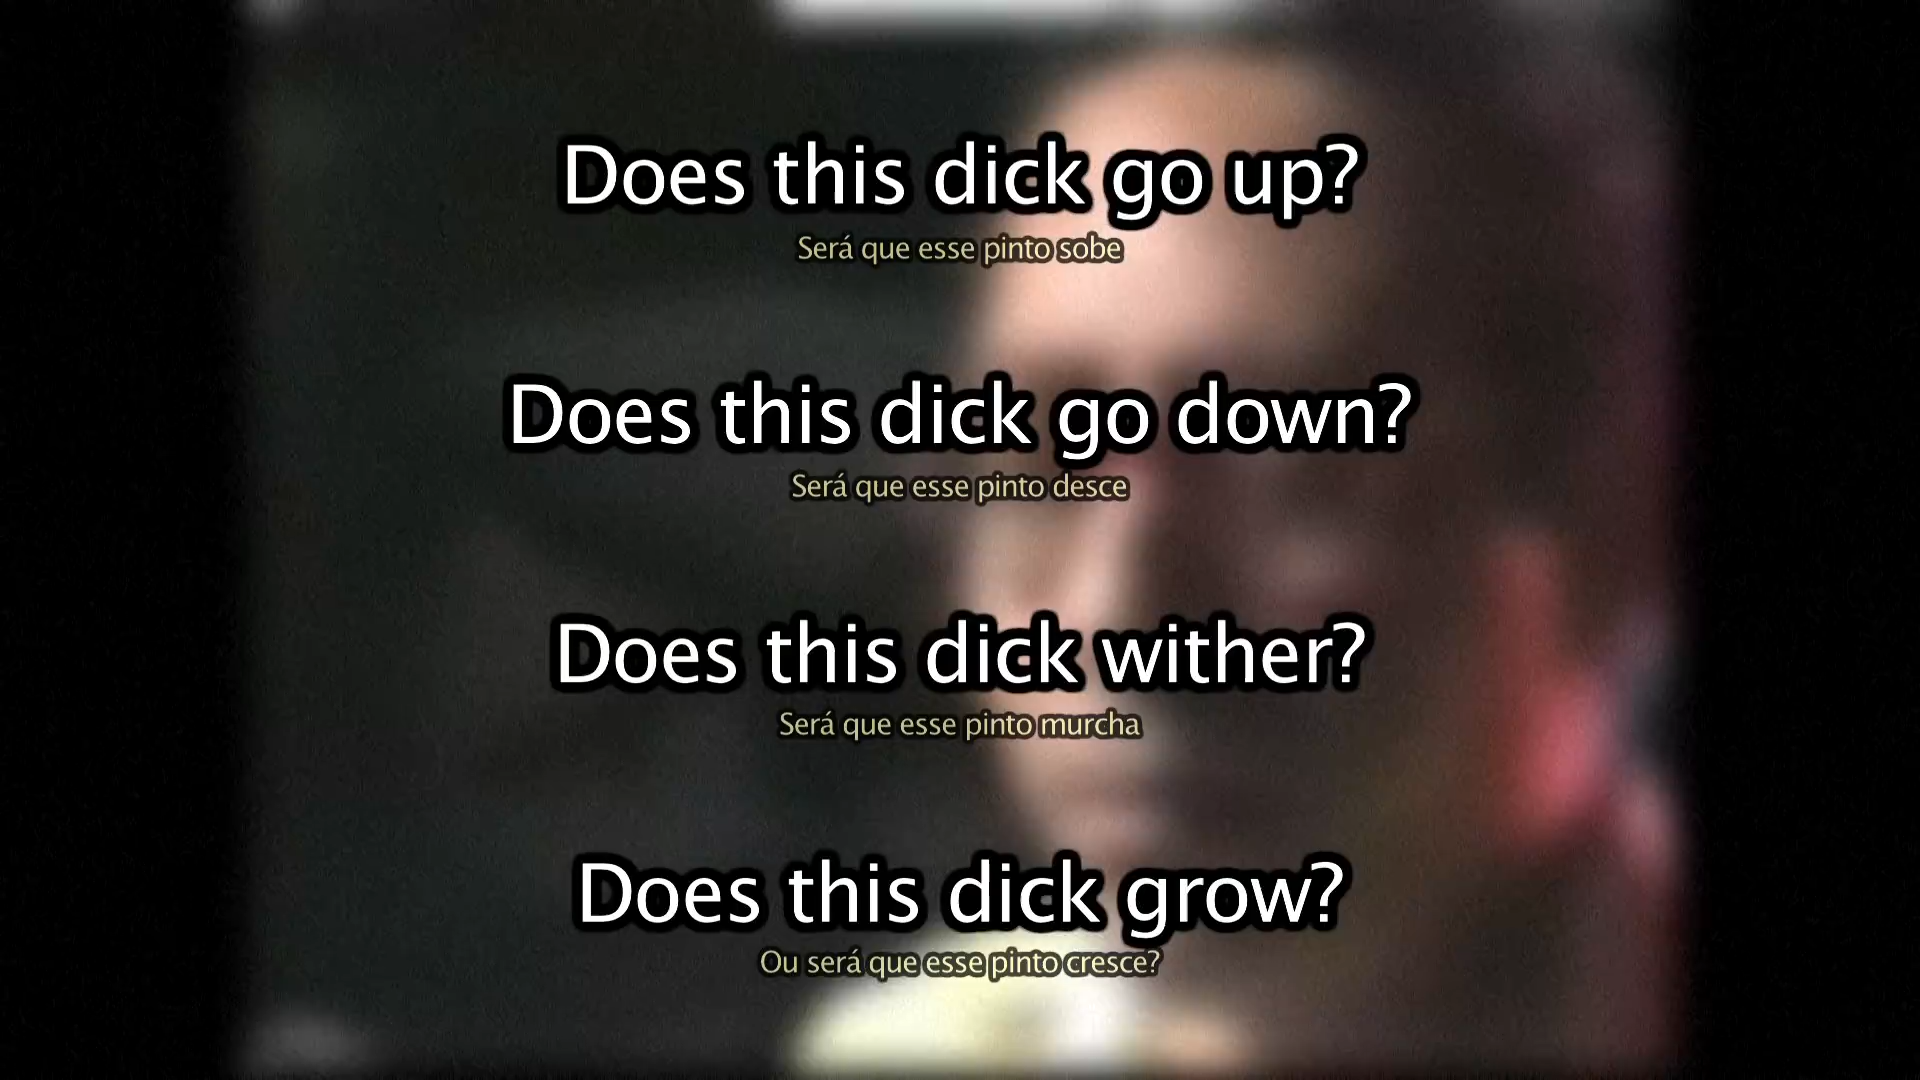 Does this dick go up?
Será que esse pinto sobe
Does this dick go down?
Será que esse pinto desce
Does this dick wither?
Será que esse pinto murcha
Does this dick grow?
Ou será que esse pinto cresce?